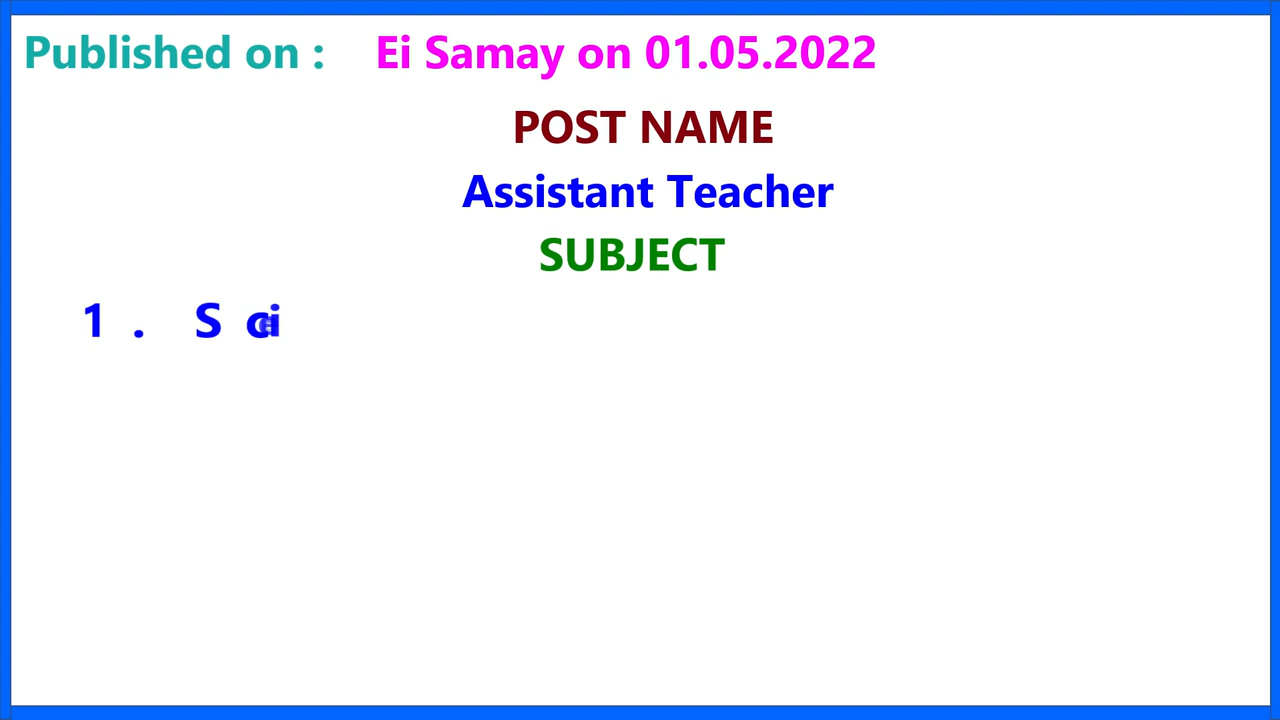 Published on : Ei Samay on 01.05.2022
POST NAME
Assistant Teacher
SUBJECT
1.